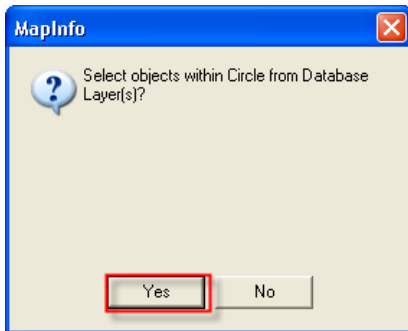 MapInfo
Select objects within Circle from Database
Layer(s)?
Yes
No